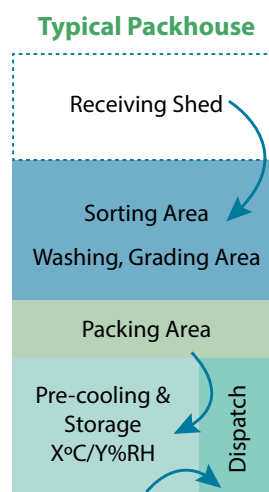 Typical Packhouse
Receiving Shed
Sorting Area
Washing, Grading Area
Packing Area
Pre-cooling &
Storage
XºC/Y%RH
Dispatch